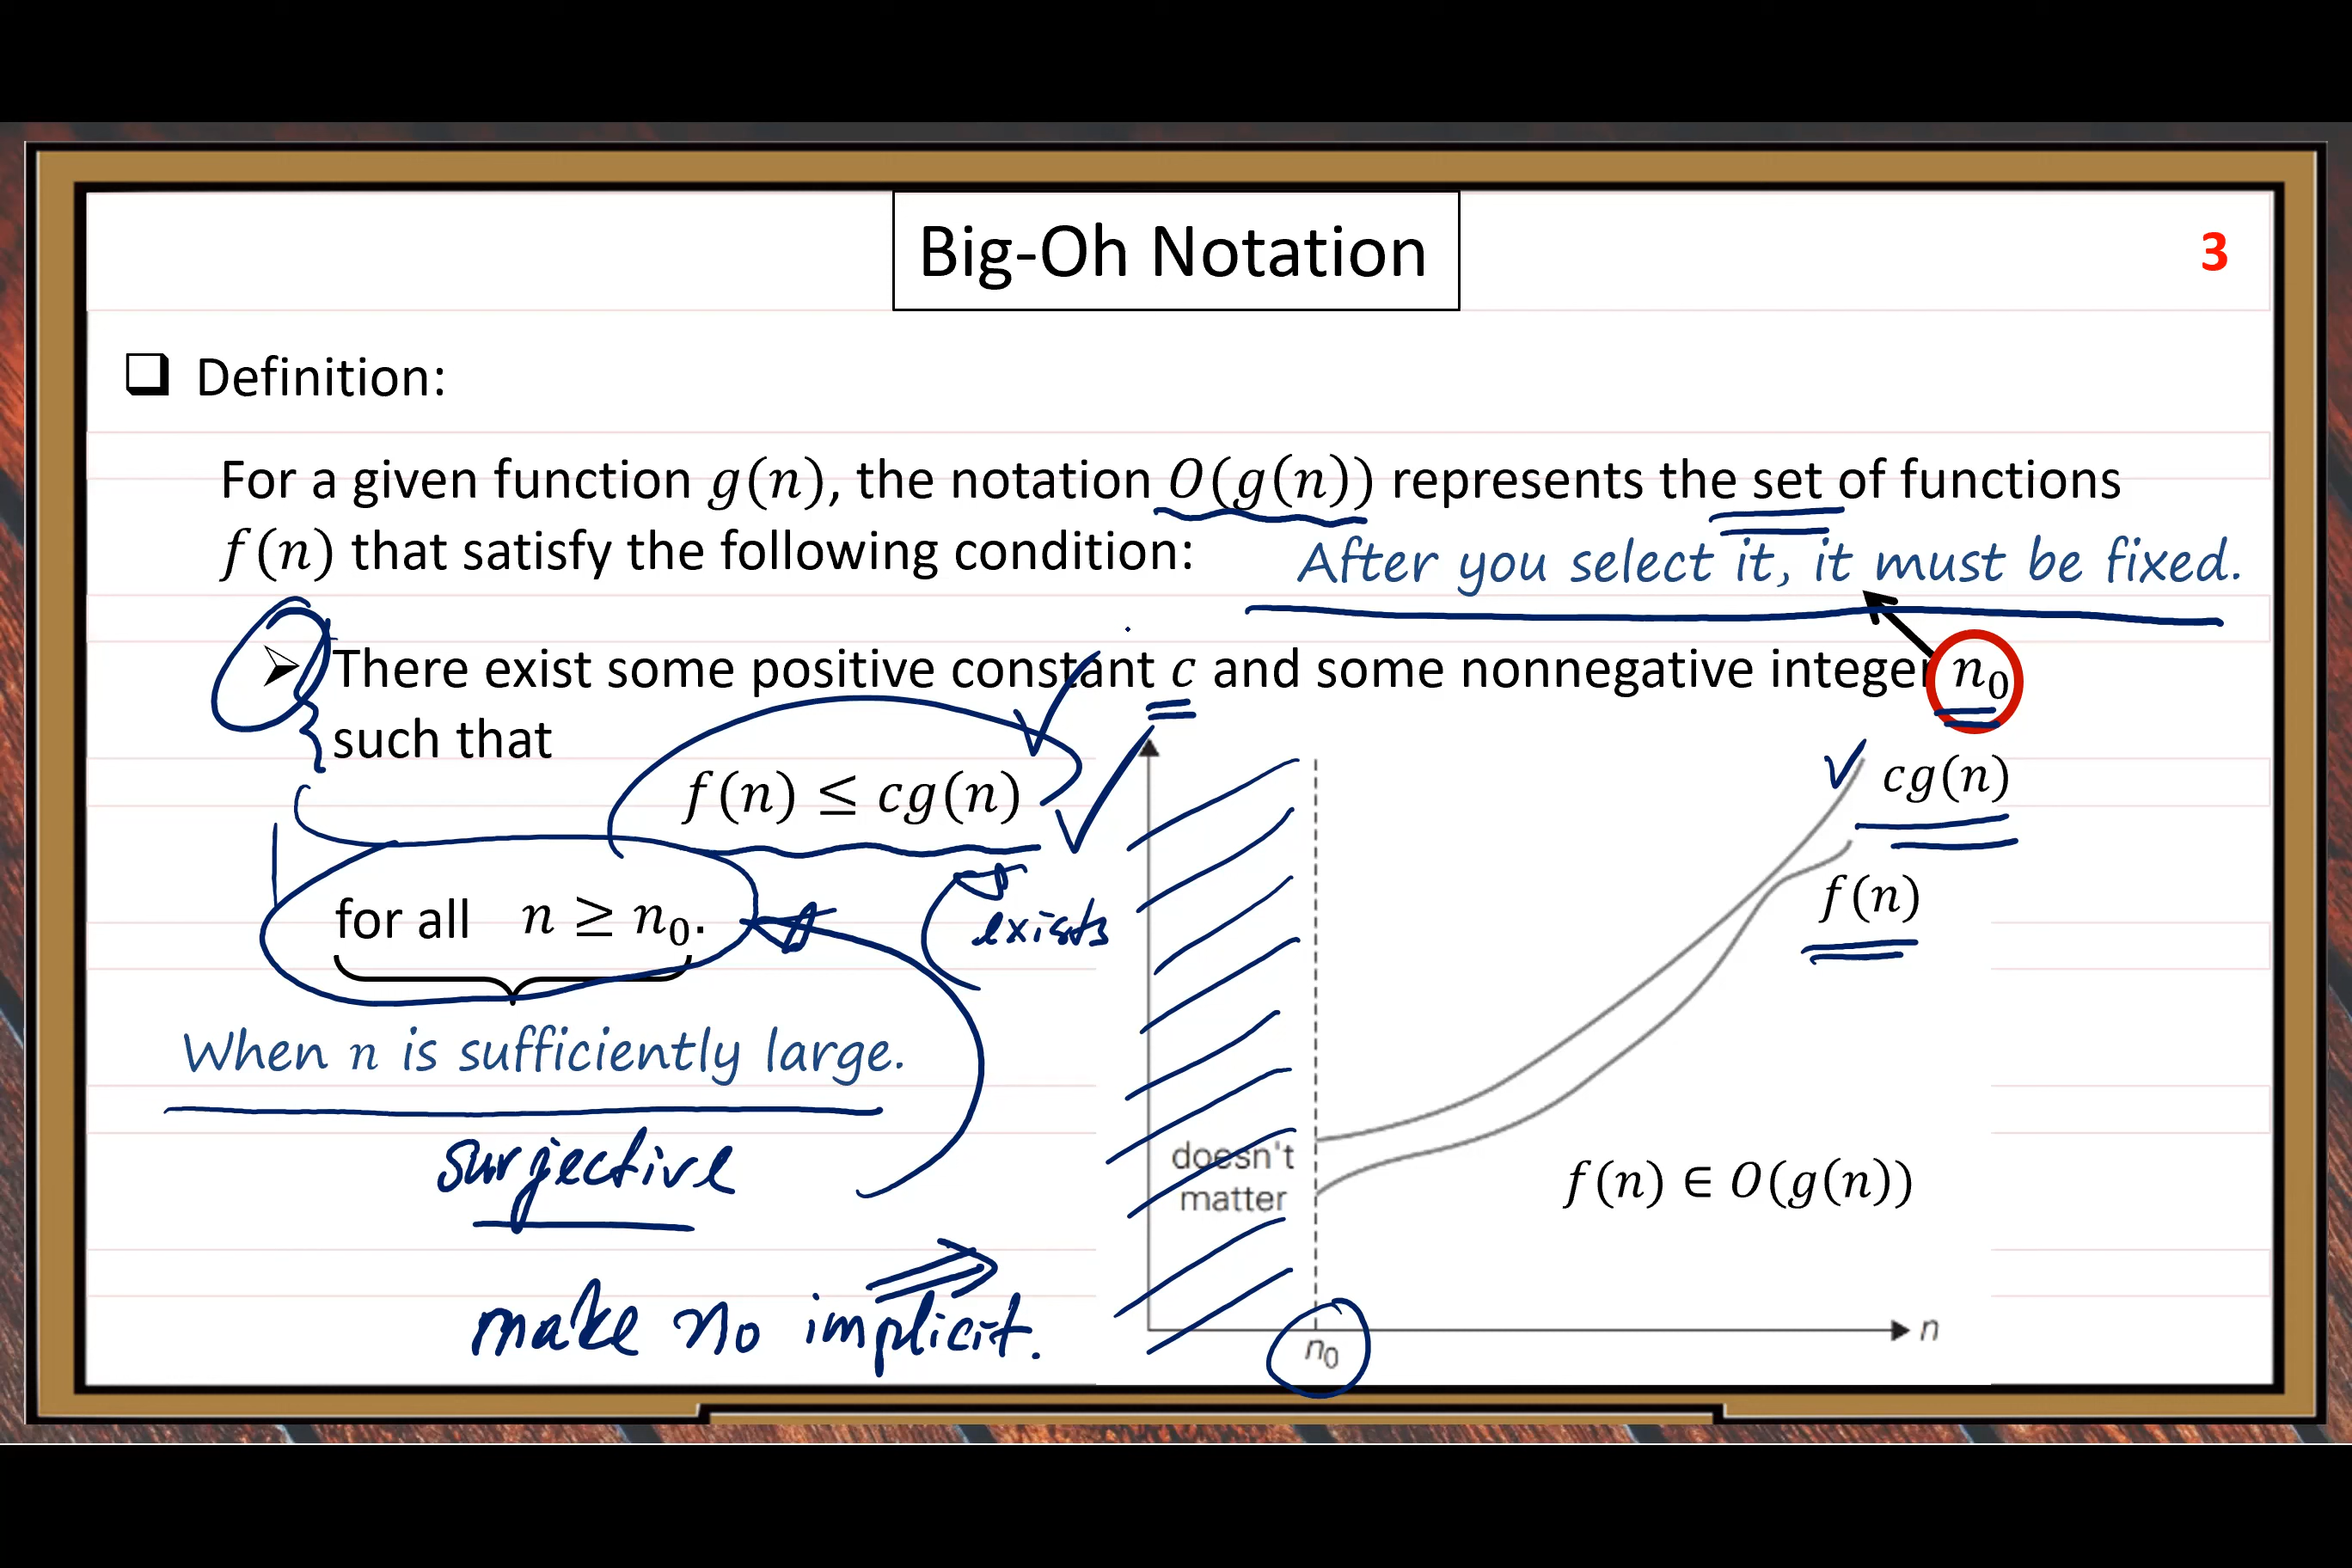 Big-Oh Notation
3
Definition:
For a given function g(n), the notation O(g(n)) represents the set of functions
f(n) that satisfy the following condition:
After you select it, it must be fixed.
There exist some positive constant c and some nonnegative integer n₀
such that
f(n) ≤ cg(n)
cg(n)
f(n)
for all n ≥ n₀.
exists
When n is sufficiently large.
surjective
doesn't
matter
f(n) ∈ O(g(n))
make no implicit.
n
n₀